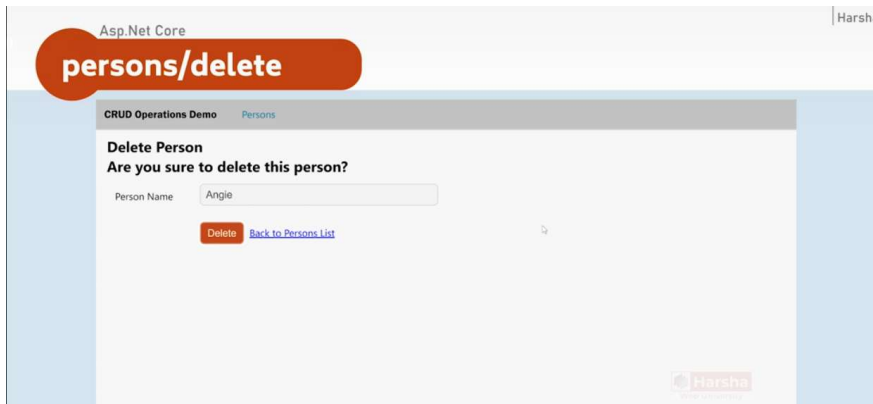 Harsh
Asp.Net Core
persons/delete
CRUD Operations Demo Persons
Delete Person
Are you sure to delete this person?
Person Name Angie
Delete Back to Persons List
Harsha